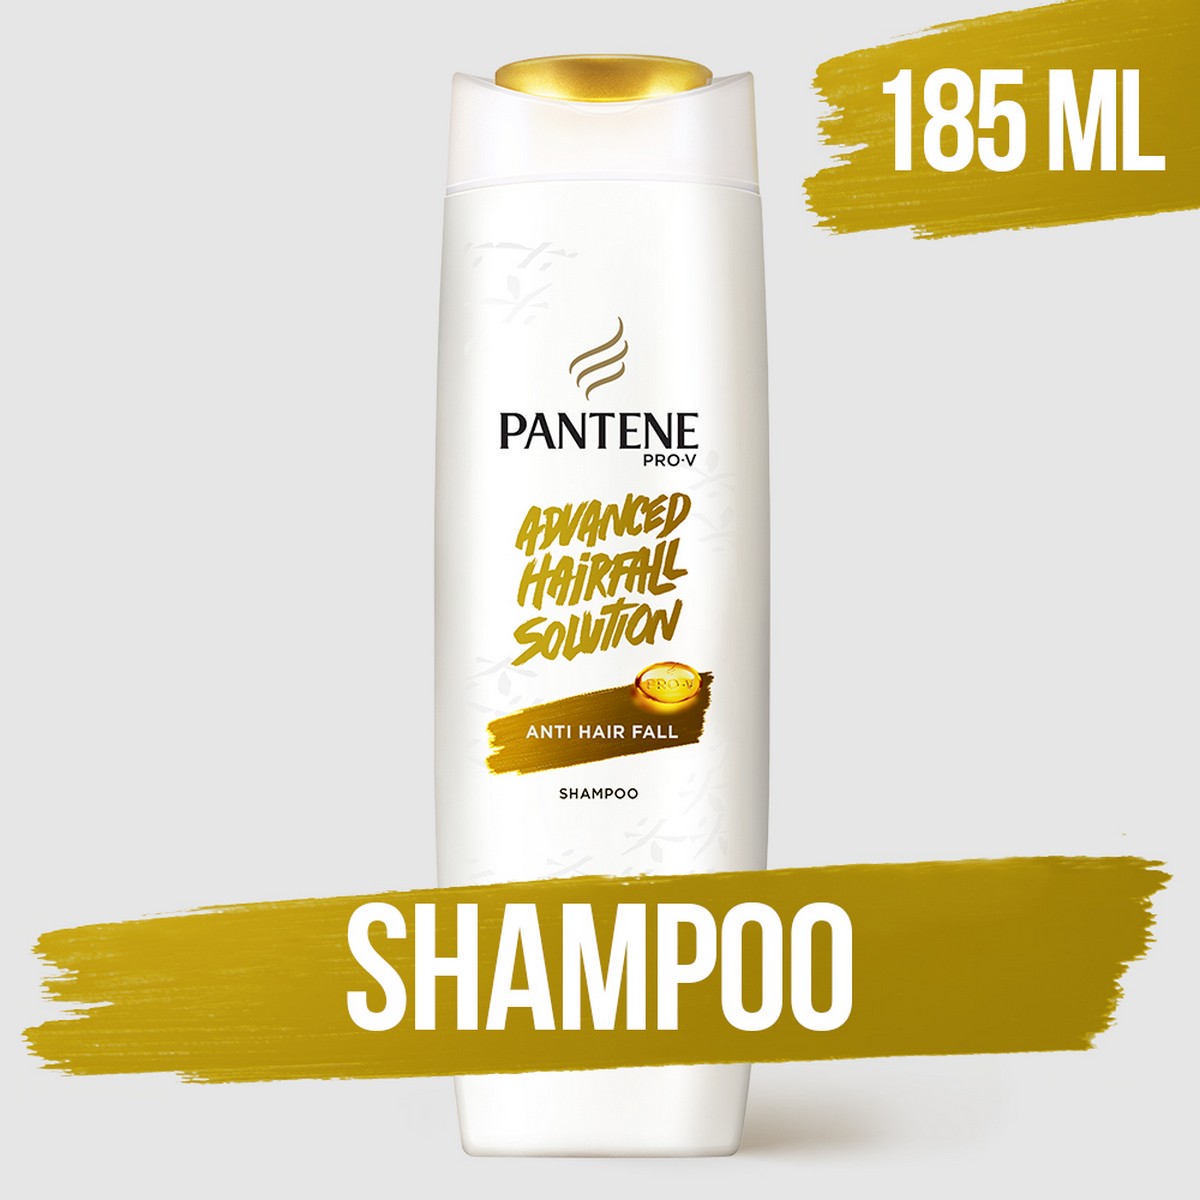 185 ML
PANTENE
PRO-V
ADVANCED
HAIRFALL
SOLUTION
PRO-V
ANTI HAIR FALL
SHAMPOO
SHAMPOO